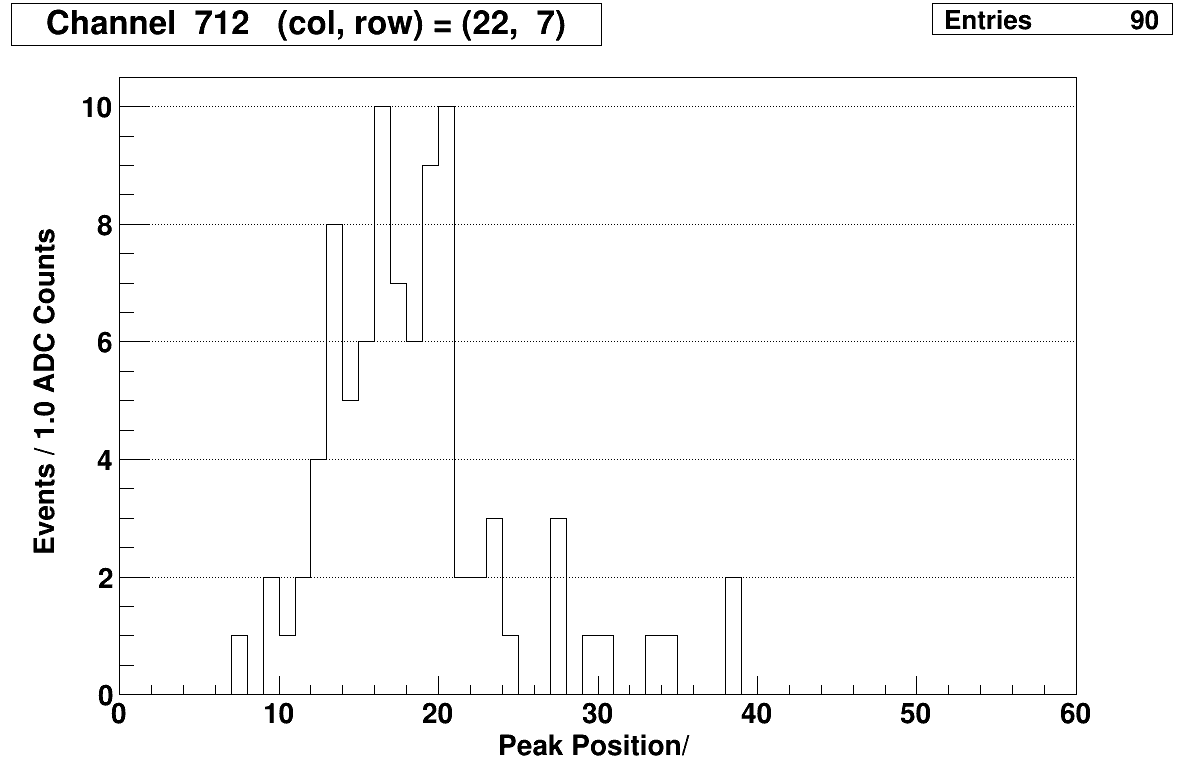 Channel 712 (col, row) = (22, 7)
Entries 90
Events / 1.0 ADC Counts
10
8
6
4
2
0
0 10 20 30 40 50 60
Peak Position/